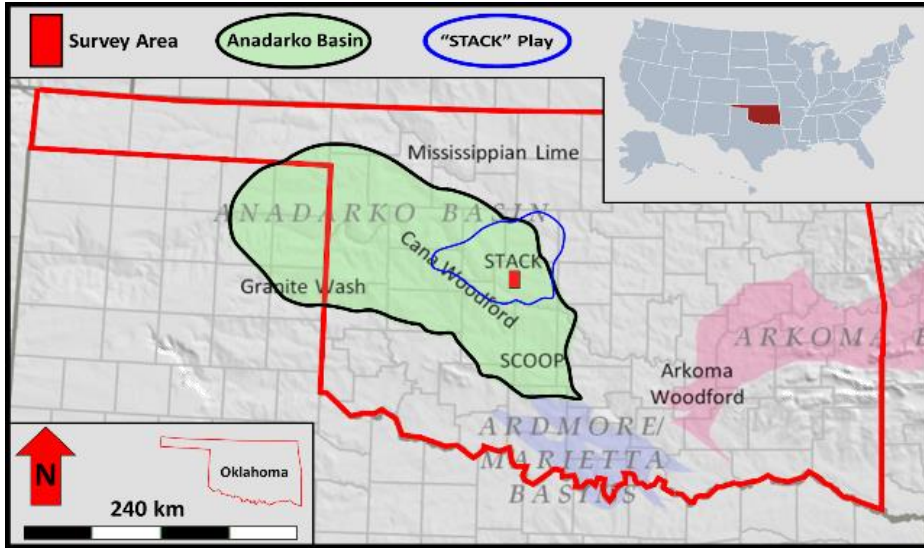 Survey Area
Anadarko Basin
“STACK” Play
Mississippian Lime
ANADARKO BASIN
Cana Woodford
STACK
Granite Wash
SCOOP
Arkoma
Woodford
ARKOMA B
ARDMORE/
MARIETTA
BASINS
N
Oklahoma
240 km